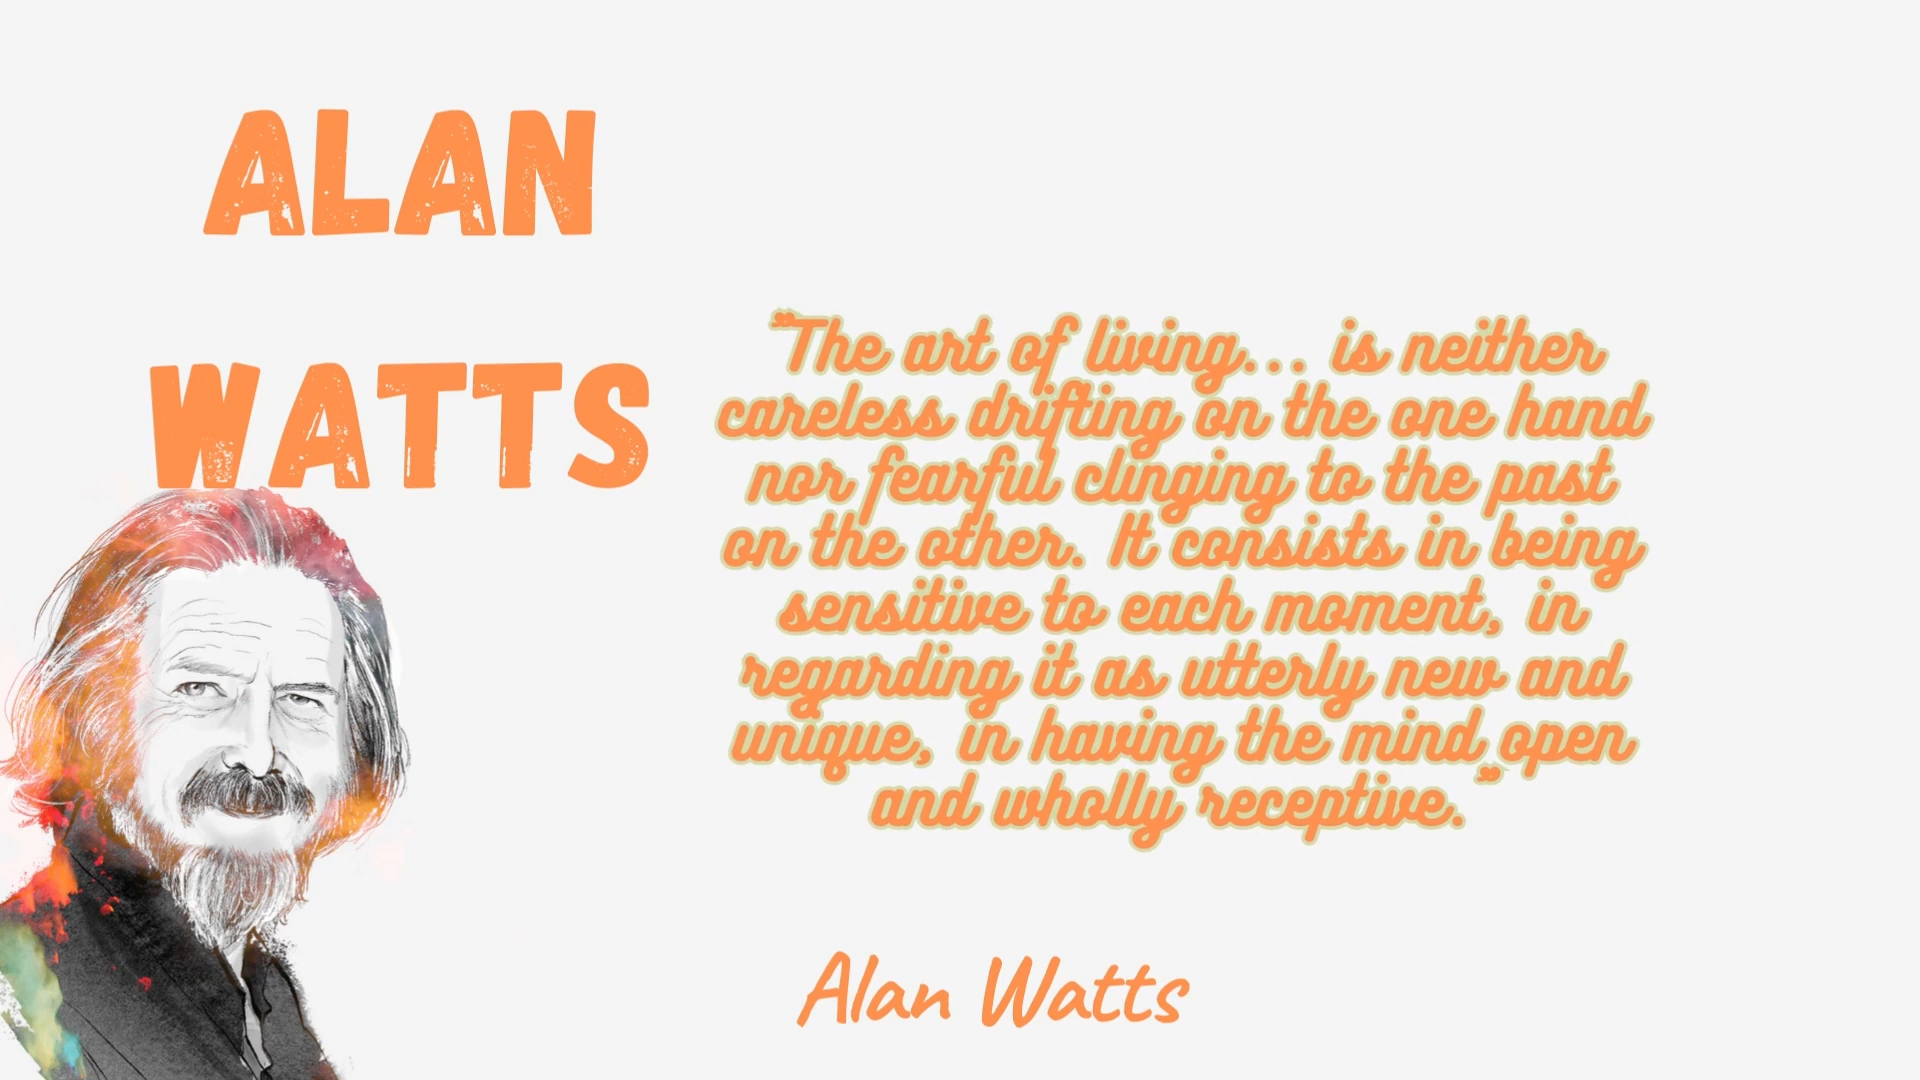 ALAN
WATTS
"The art of living... is neither
careless drifting on the one hand
nor fearful clinging to the past
on the other. It consists in being
sensitive to each moment, in
regarding it as utterly new and
unique, in having the mind open
and wholly receptive."
Alan Watts